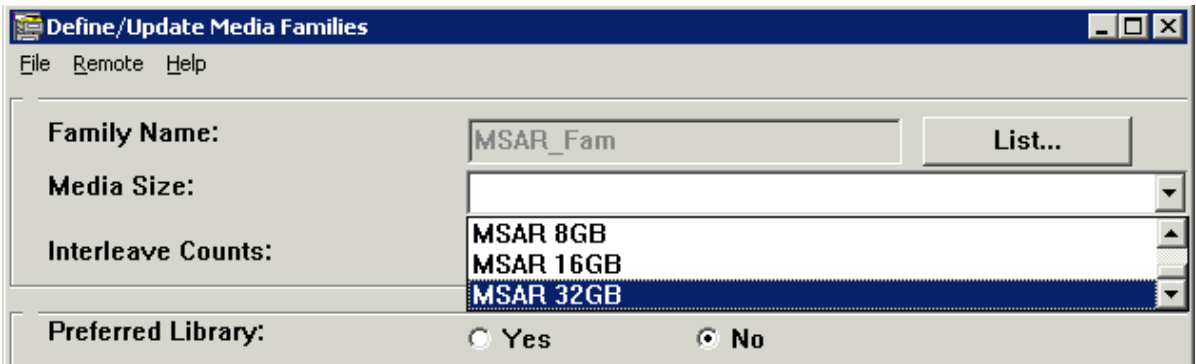 Define/Update Media Families
File Remote Help
Family Name: MSAR_Fam List...
Media Size:
MSAR 8GB
Interleave Counts: MSAR 16GB
MSAR 32GB
Preferred Library: Yes No